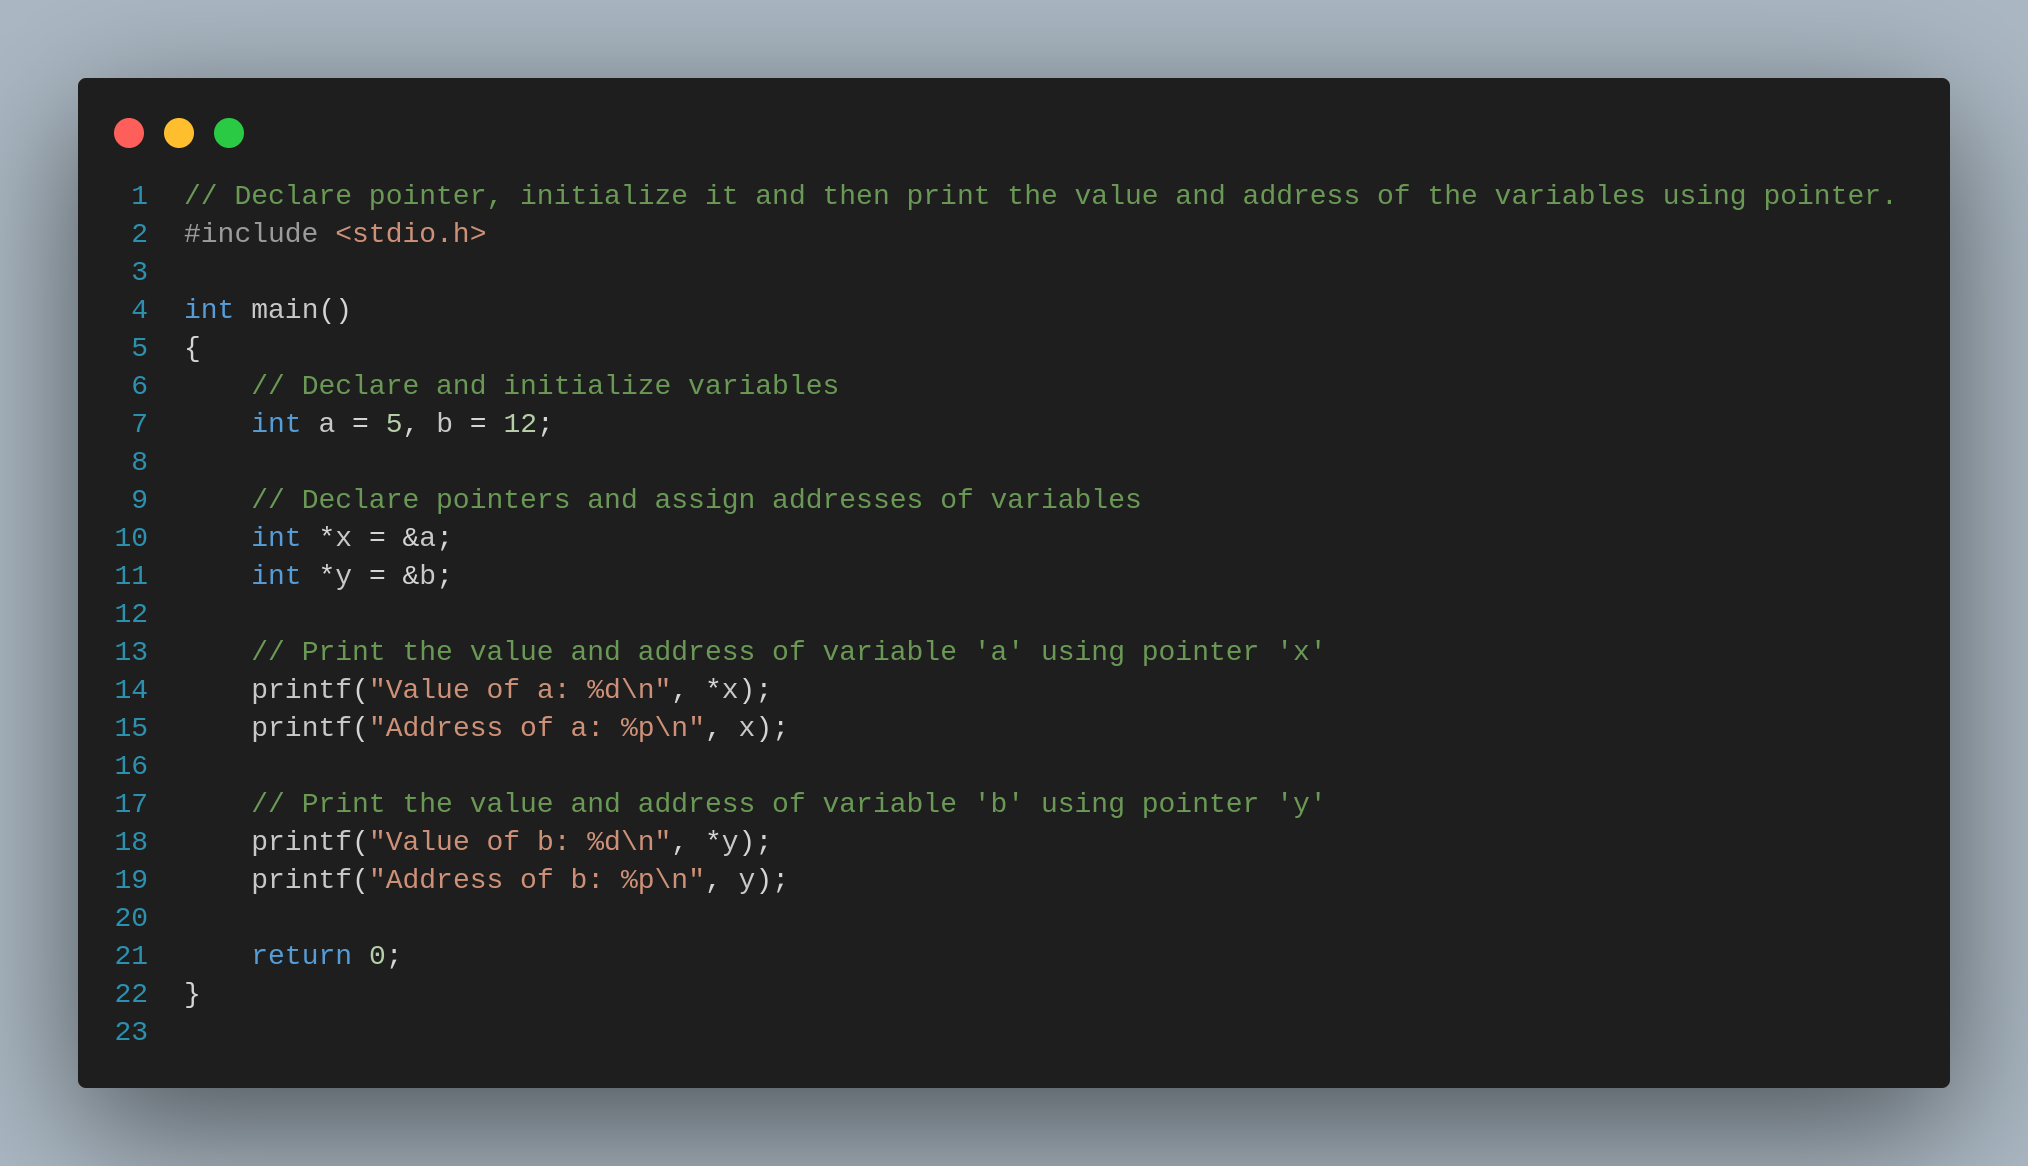 1 // Declare pointer, initialize it and then print the value and address of the variables using pointer.
2 #include <stdio.h>
3
4 int main()
5 {
6     // Declare and initialize variables
7     int a = 5, b = 12;
8
9     // Declare pointers and assign addresses of variables
10     int *x = &a;
11     int *y = &b;
12
13     // Print the value and address of variable 'a' using pointer 'x'
14     printf("Value of a: %d\n", *x);
15     printf("Address of a: %p\n", x);
16
17     // Print the value and address of variable 'b' using pointer 'y'
18     printf("Value of b: %d\n", *y);
19     printf("Address of b: %p\n", y);
20
21     return 0;
22 }
23